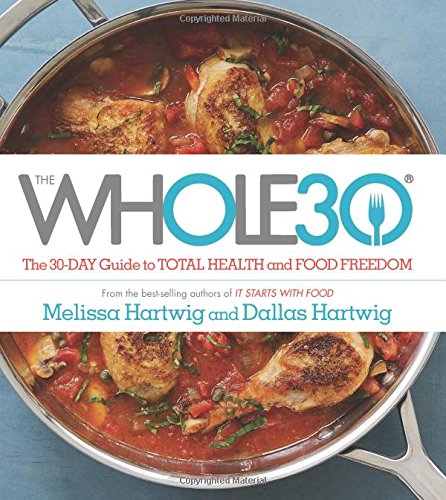 Copyrighted Material
THE
WHOLE30®
The 30-DAY Guide to TOTAL HEALTH and FOOD FREEDOM
From the best-selling authors of IT STARTS WITH FOOD
Melissa Hartwig and Dallas Hartwig
Copyrighted Material